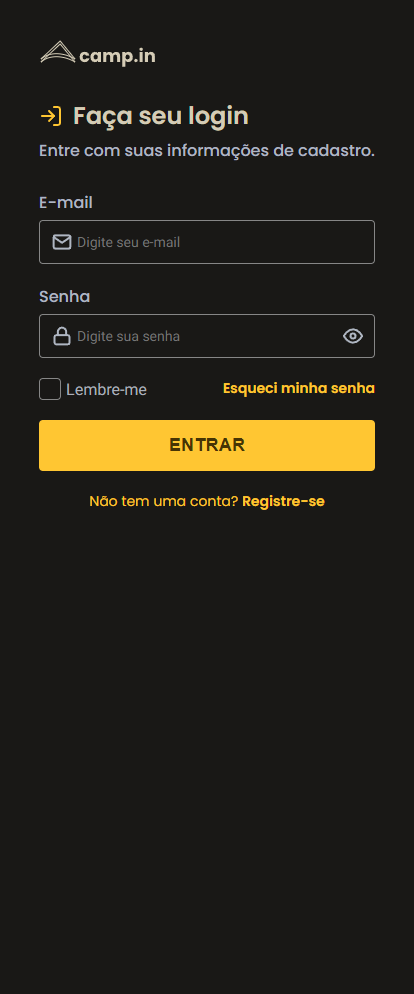 camp.in
Faça seu login
Entre com suas informações de cadastro.
E-mail
Digite seu e-mail
Senha
Digite sua senha
Lembre-me Esqueci minha senha
ENTRAR
Não tem uma conta? Registre-se